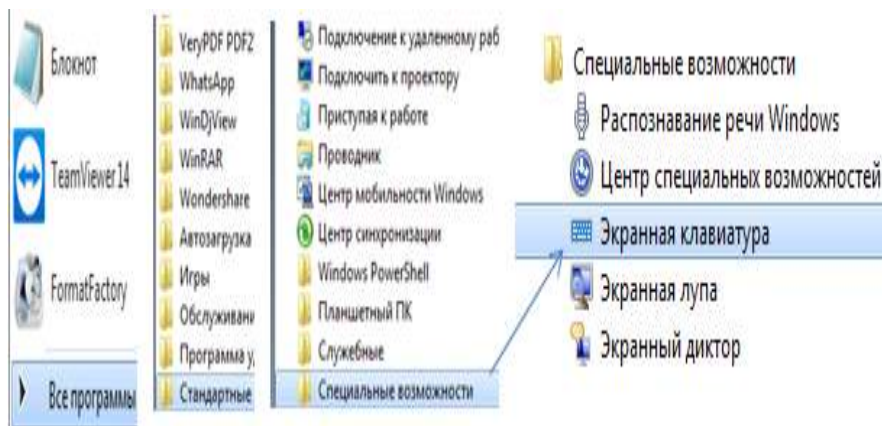 Блокнот
TeamViewer 14
FormatFactory
Все программы
VeryPDF PDF2
WhatsApp
WinDjView
WinRAR
Wondershare
Автозагрузка
Игры
Обслуживани
Программа у
Стандартные
Подключение к удаленному раб
Подключить к проектору
Приступая к работе
Проводник
Центр мобильности Windows
Центр синхронизации
Windows PowerShell
Планшетный ПК
Служебные
Специальные возможности
Специальные возможности
Распознавание речи Windows
Центр специальных возможностей
Экранная клавиатура
Экранная лупа
Экранный диктор